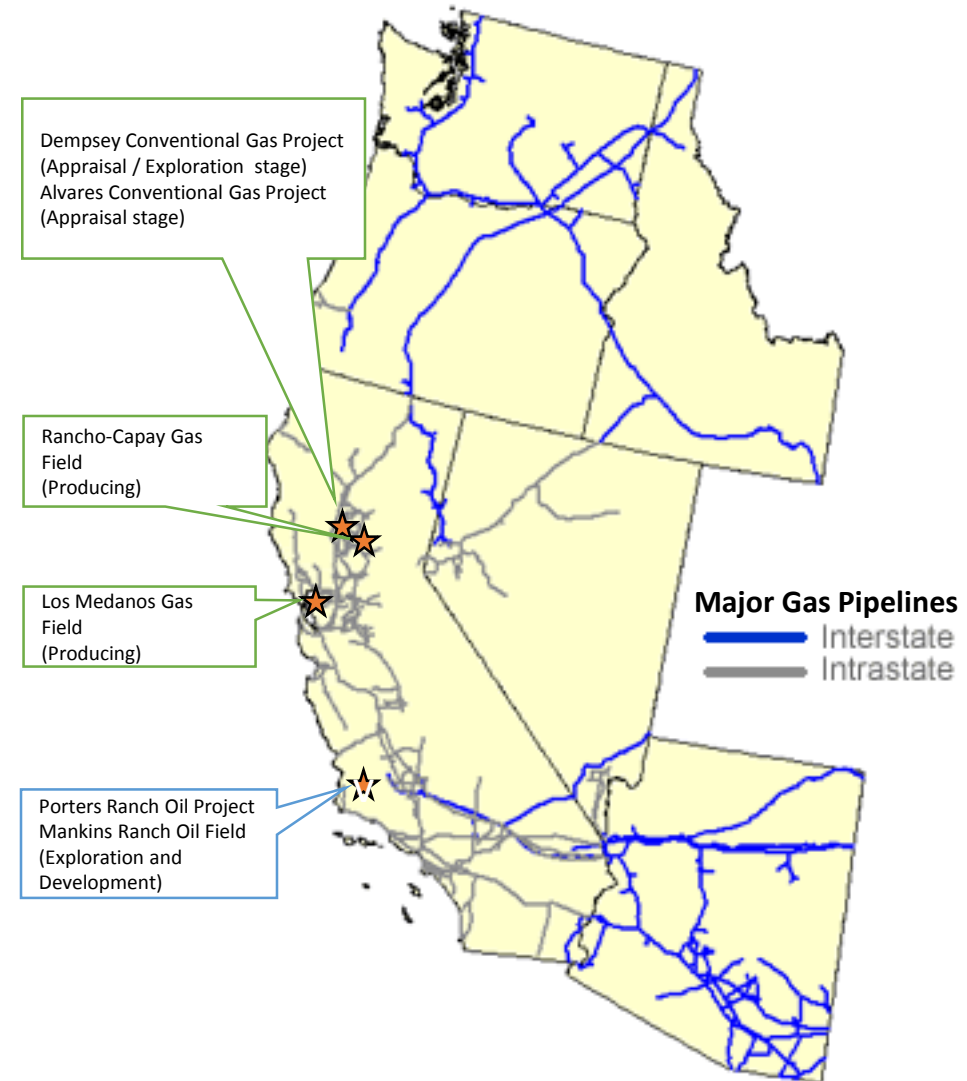 Dempsey Conventional Gas Project
(Appraisal / Exploration stage)
Alvares Conventional Gas Project
(Appraisal stage)
Rancho-Capay Gas
Field
(Producing)
Los Medanos Gas
Field
(Producing)
Major Gas Pipelines
Interstate
Intrastate
Porters Ranch Oil Project
Mankins Ranch Oil Field
(Exploration and
Development)